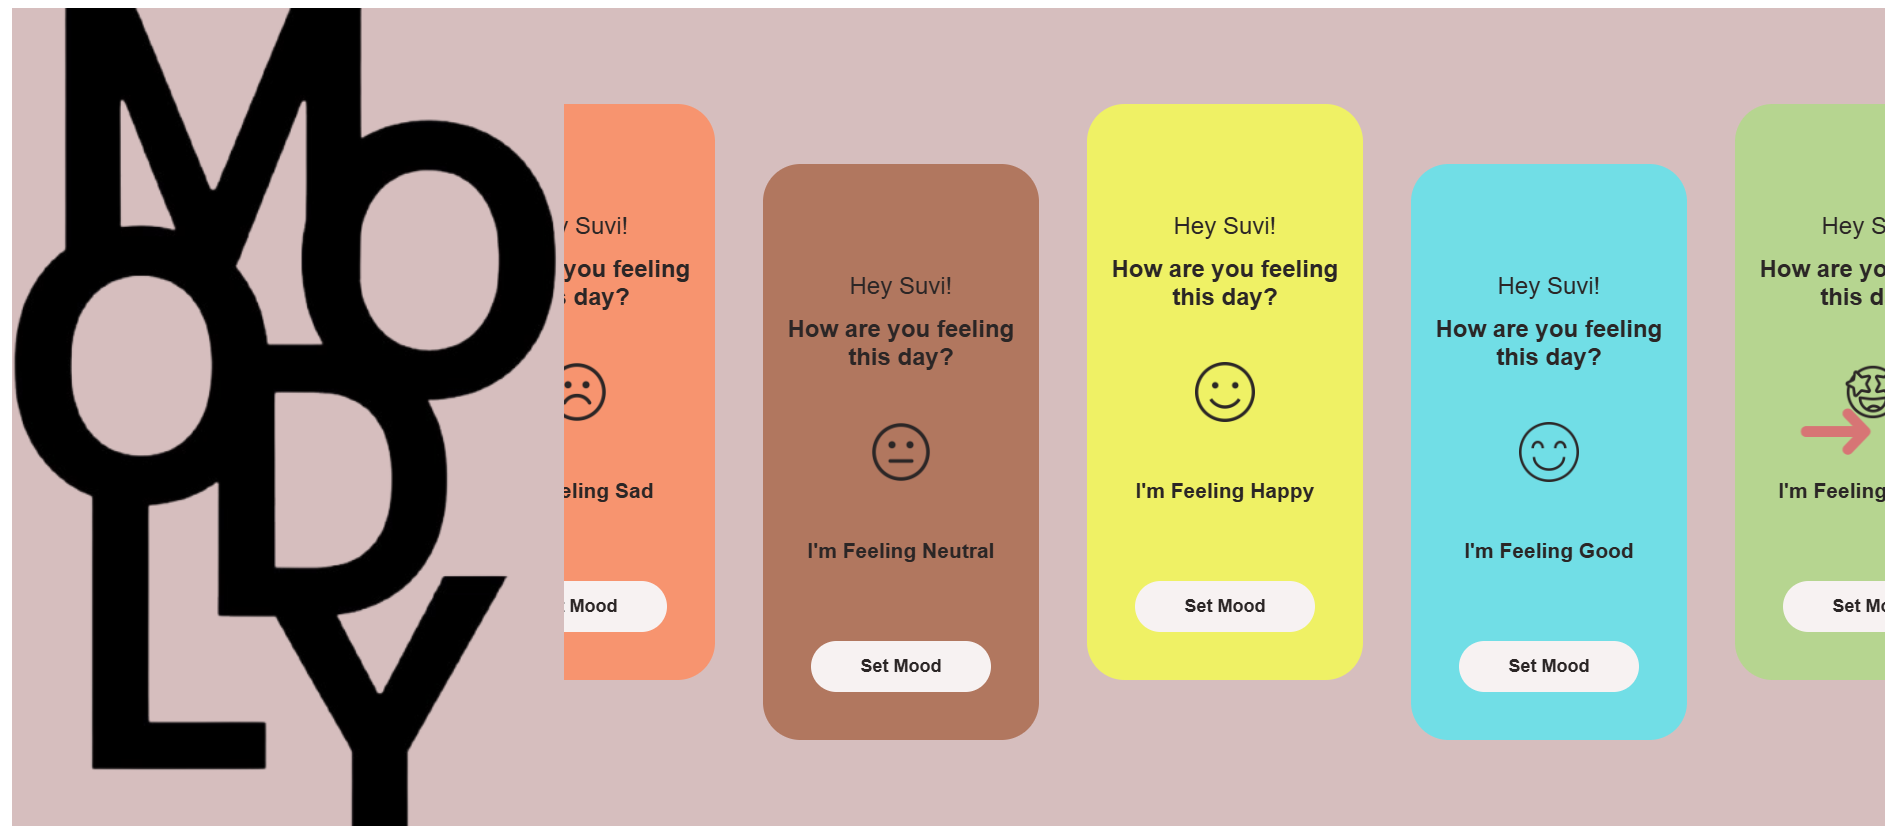 MOODLY
y Suvi!
you feeling
s day?
eling Sad
t Mood
Hey Suvi!
How are you feeling
this day?
I'm Feeling Neutral
Set Mood
Hey Suvi!
How are you feeling
this day?
I'm Feeling Happy
Set Mood
Hey Suvi!
How are you feeling
this day?
I'm Feeling Good
Set Mood
Hey S
How are yo
this d
I'm Feeling
Set Mo